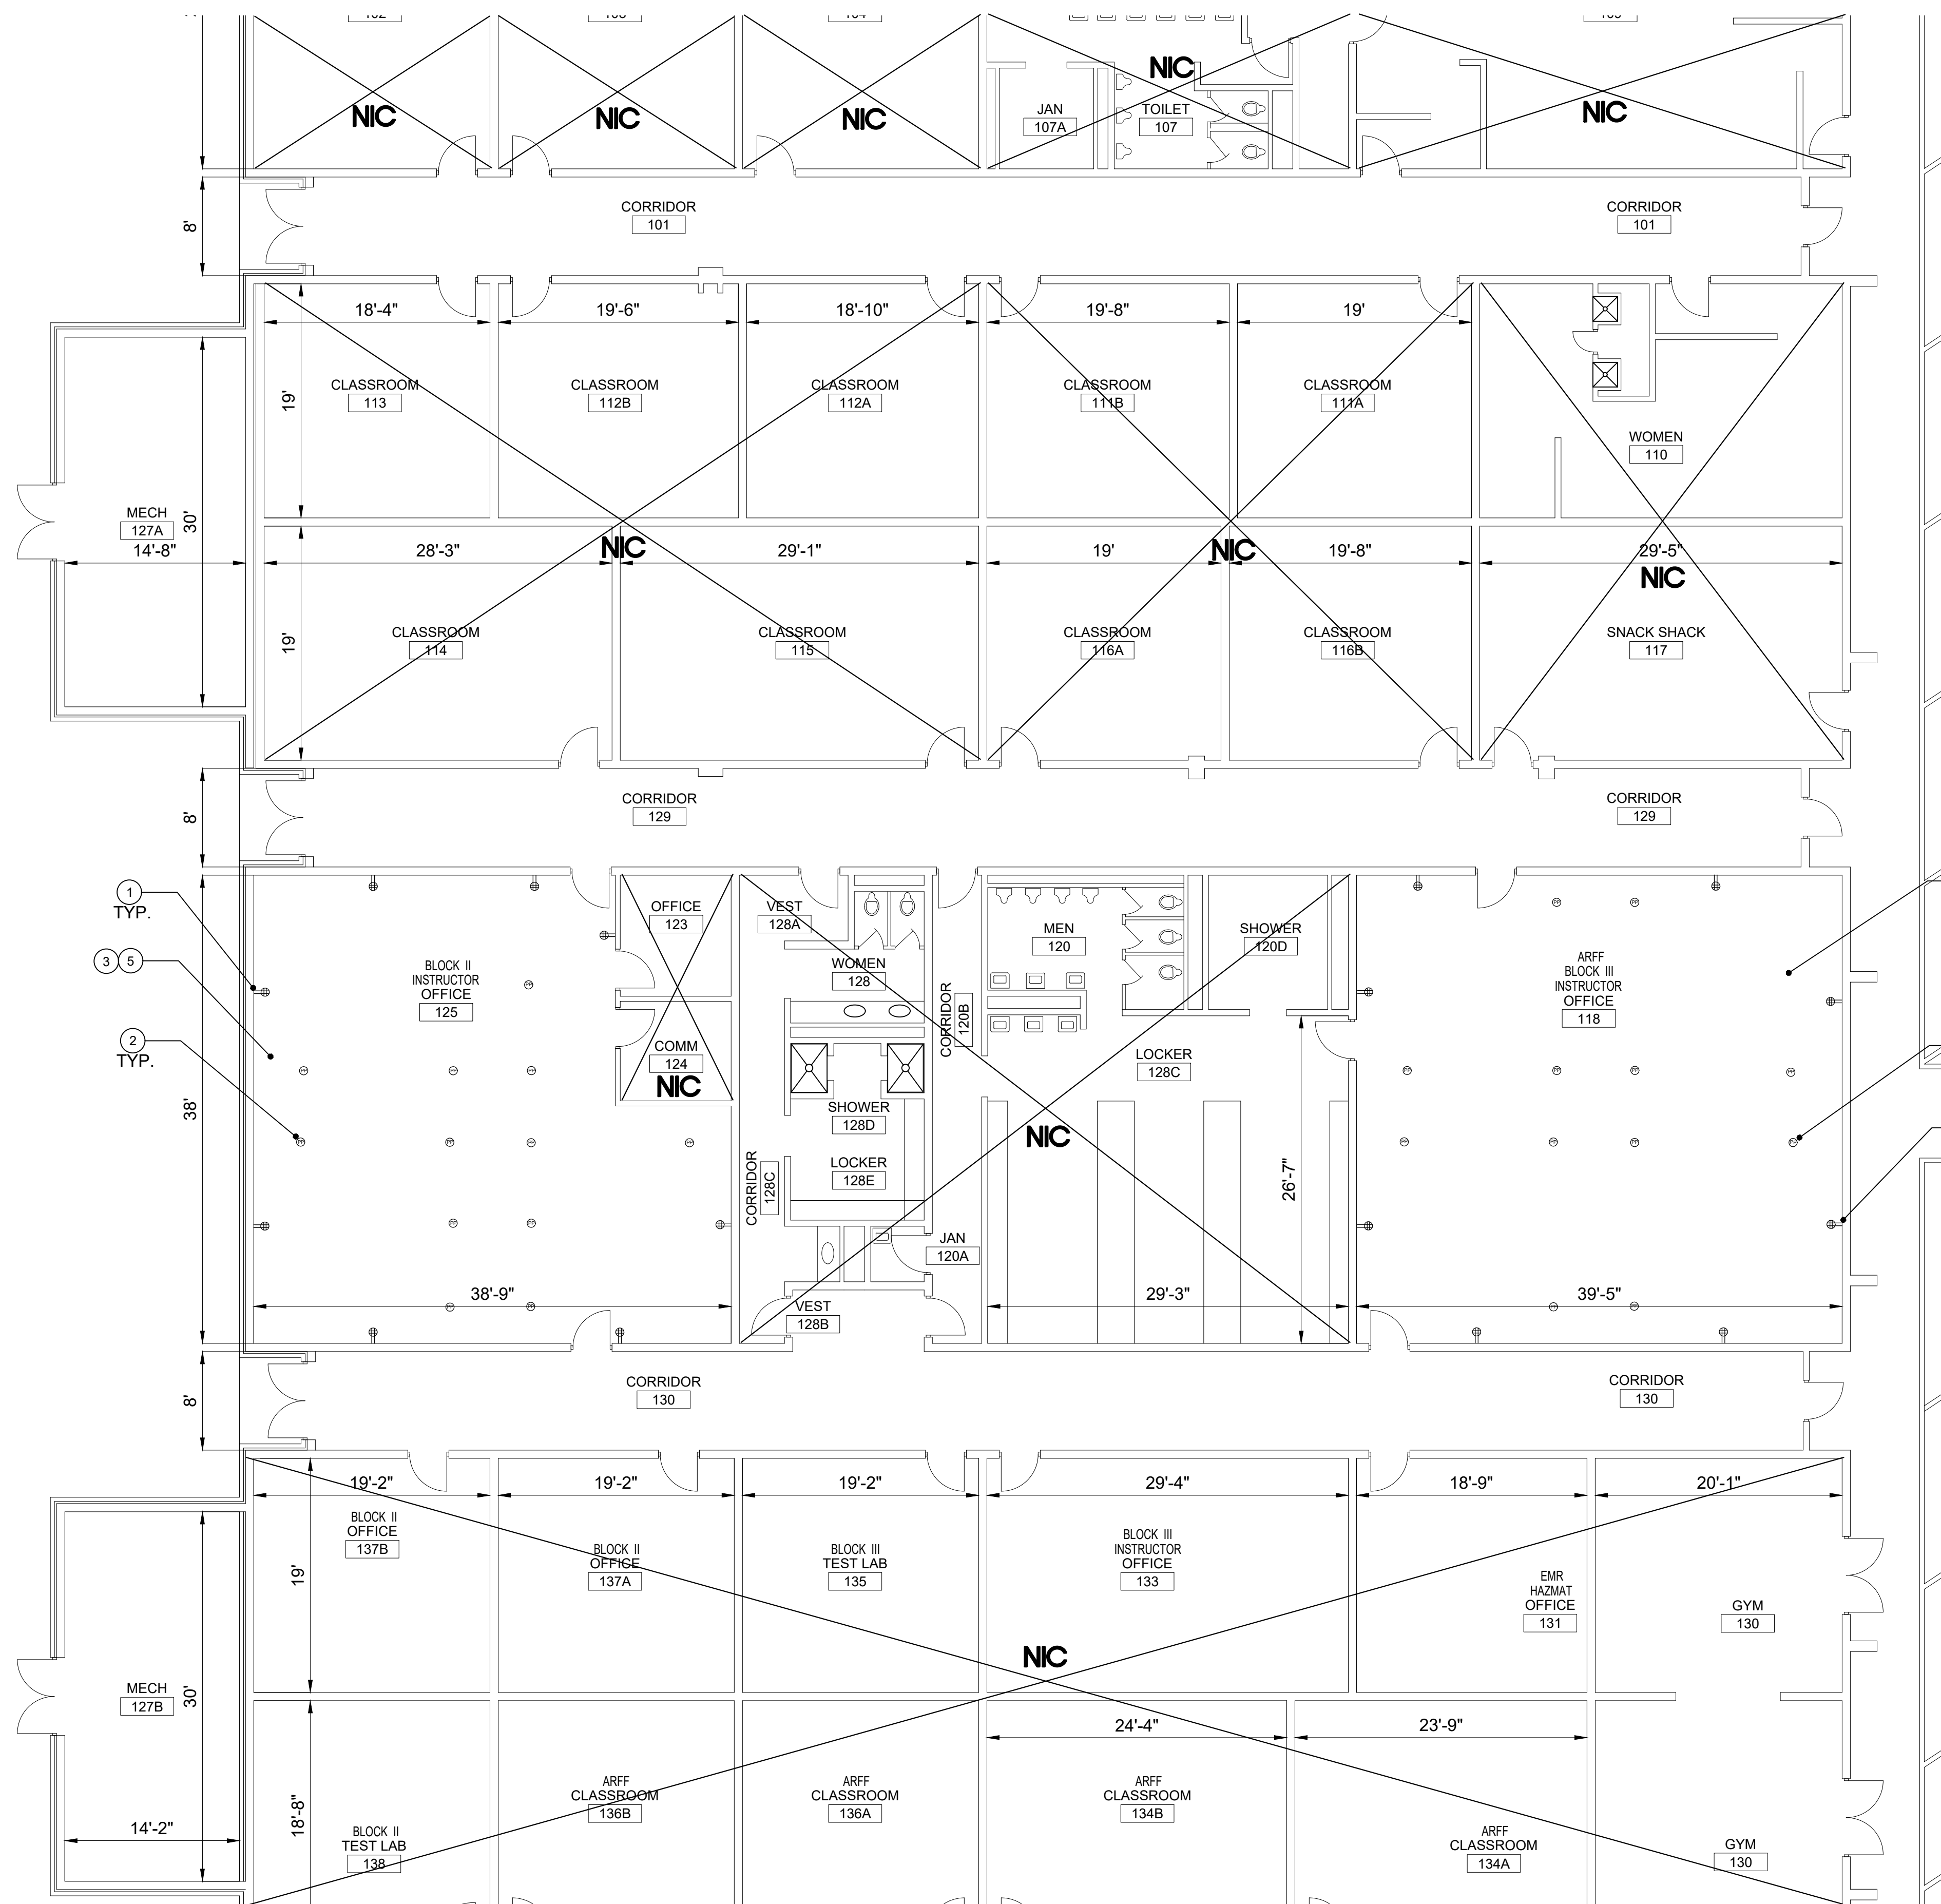 NIC
NIC
NIC
NIC
NIC
JAN
107A
TOILET
107
CORRIDOR
101
CORRIDOR
101
8'
18'-4"
19'-6"
18'-10"
19'-8"
19'
19'
CLASSROOM
113
CLASSROOM
112B
CLASSROOM
112A
CLASSROOM
111B
CLASSROOM
111A
WOMEN
110
MECH
127A
14'-8"
30'
28'-3"
NIC
29'-1"
19'
NIC
19'-8"
29'-5"
NIC
19'
CLASSROOM
114
CLASSROOM
115
CLASSROOM
116A
CLASSROOM
116B
SNACK SHACK
117
8'
CORRIDOR
129
CORRIDOR
129
1
TYP.
3 5
2
TYP.
38'
BLOCK II
INSTRUCTOR
OFFICE
125
OFFICE
123
COMM
124
NIC
VEST
128A
WOMEN
128
CORRIDOR
120B
SHOWER
128D
LOCKER
128E
CORRIDOR
128C
JAN
120A
VEST
128B
MEN
120
SHOWER
120D
LOCKER
128C
NIC
26'-7"
ARFF
BLOCK III
INSTRUCTOR
OFFICE
118
38'-9"
29'-3"
39'-5"
8'
CORRIDOR
130
CORRIDOR
130
19'-2"
19'-2"
19'-2"
29'-4"
18'-9"
20'-1"
19'
BLOCK II
OFFICE
137B
BLOCK II
OFFICE
137A
BLOCK III
TEST LAB
135
BLOCK III
INSTRUCTOR
OFFICE
133
EMR
HAZMAT
OFFICE
131
GYM
130
NIC
MECH
127B
30'
14'-2"
24'-4"
23'-9"
18'-8"
BLOCK II
TEST LAB
138
ARFF
CLASSROOM
136B
ARFF
CLASSROOM
136A
ARFF
CLASSROOM
134B
ARFF
CLASSROOM
134A
GYM
130